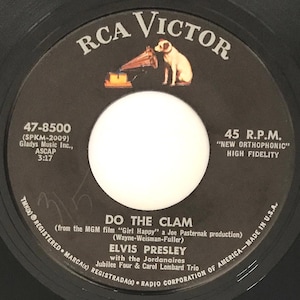 RCA VICTOR
47-8500
(SPKM-2009)
Gladys Music Inc.,
ASCAP
3:17
45 R.P.M.
"NEW ORTHOPHONIC"
HIGH FIDELITY
DO THE CLAM
(from the MGM film "Girl Happy" a Joe Pasternak production)
(Wayne-Weisman-Fuller)
ELVIS PRESLEY
with the Jordanaires
Jubilee Four & Carol Lombard Trio
TMK(S) ® REGISTERED • MARCA(S) REGISTRADA(S) • RADIO CORPORATION OF AMERICA — MADE IN U.S.A.